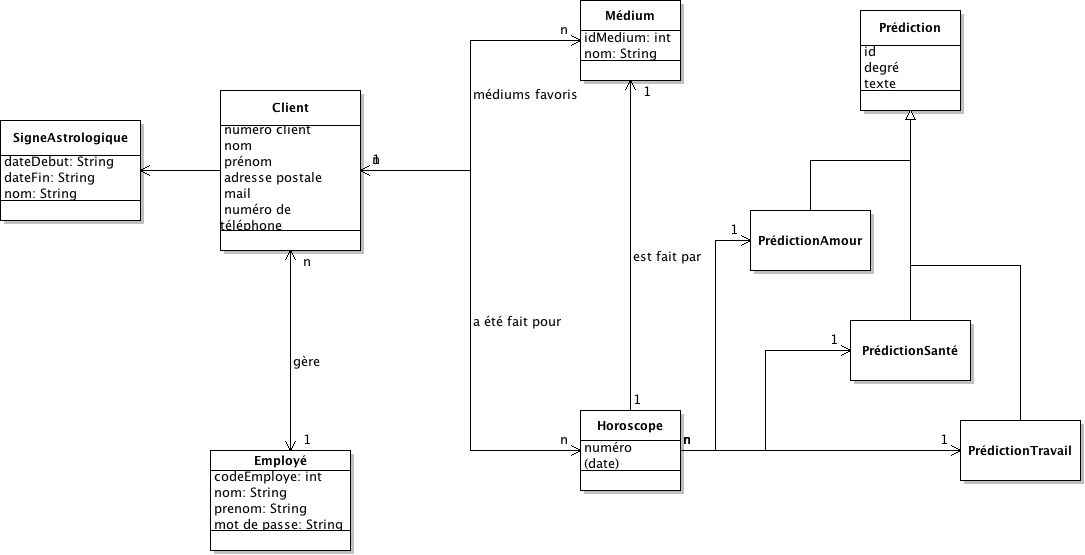 Médium
idMedium: int
nom: String
n
médiums favoris
1
Prédiction
id
degré
texte
Client
numéro client
nom
prénom
adresse postale
mail
numéro de
téléphone
SigneAstrologique
dateDebut: String
dateFin: String
nom: String
n
gère
1
Employé
codeEmploye: int
nom: String
prenom: String
mot de passe: String
a été fait pour
n
est fait par
1
Horoscope
numéro
(date)
n
1
PrédictionAmour
1
PrédictionSanté
1
PrédictionTravail